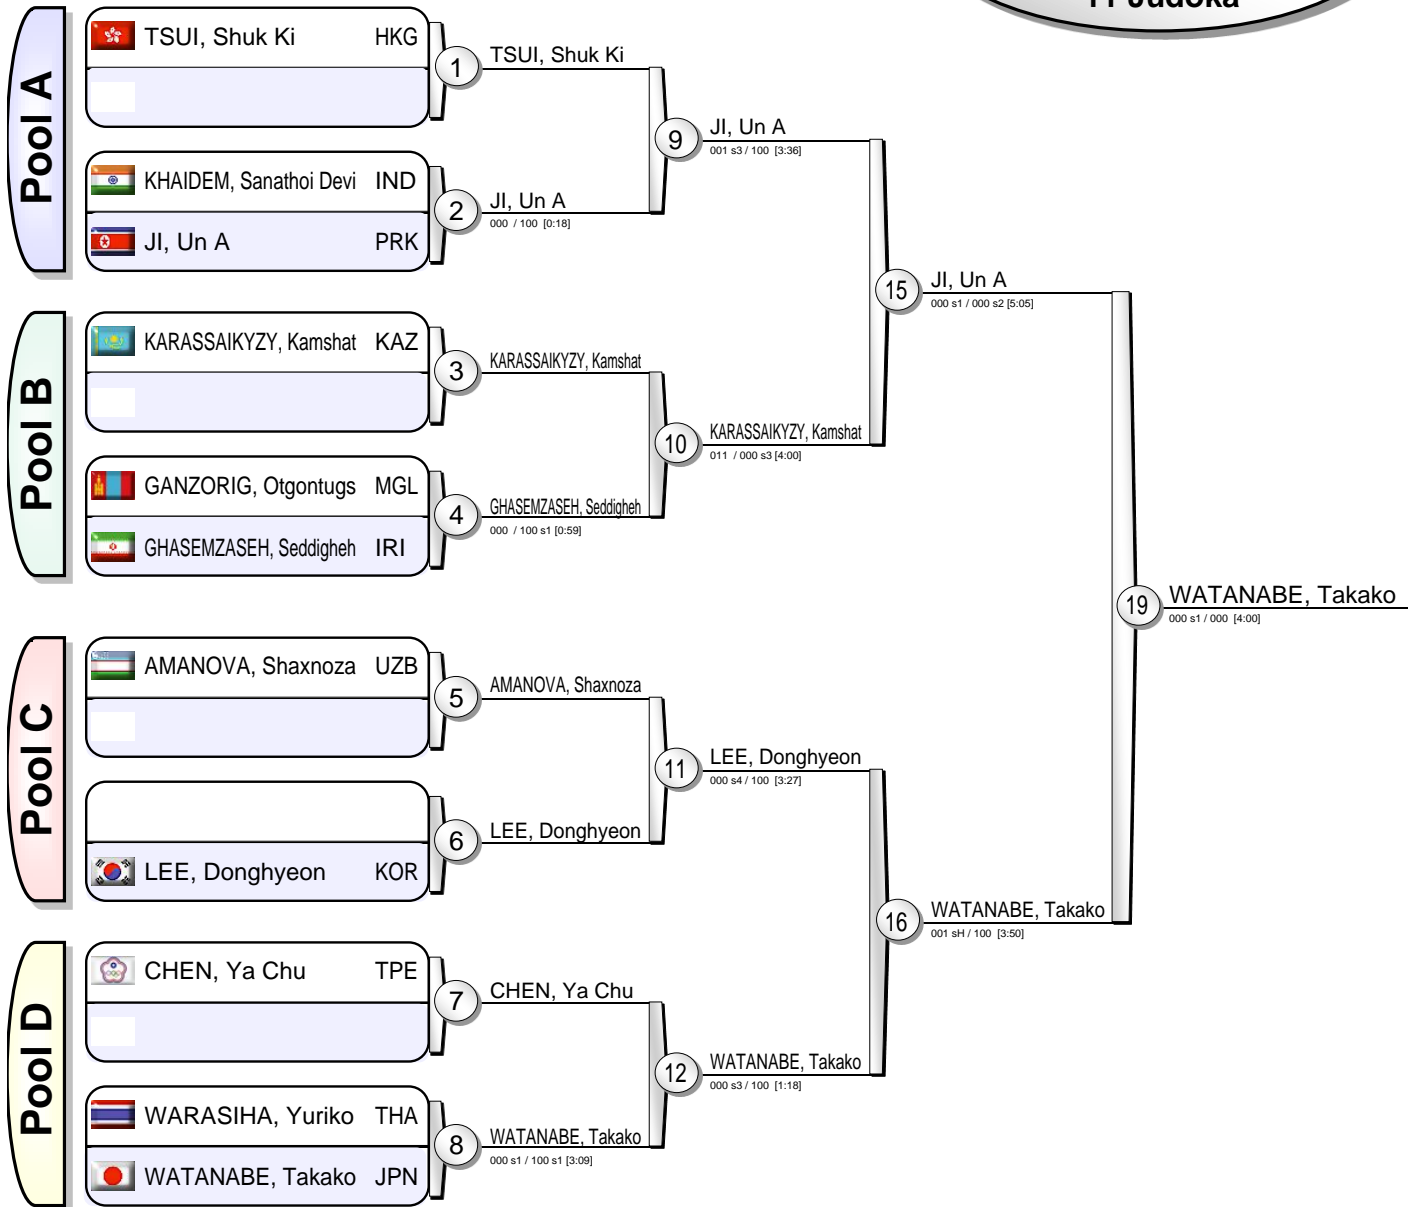 11 Judoka
Pool A
TSUI, Shuk Ki HKG
1
TSUI, Shuk Ki
KHAIDEM, Sanathoi Devi IND
JI, Un A PRK
2
JI, Un A
000 / 100 [0:18]
9
JI, Un A
001 s3 / 100 [3:36]
Pool B
KARASSAIKYZY, Kamshat KAZ
3
KARASSAIKYZY, Kamshat
GANZORIG, Otgontugs MGL
GHASEMZASEH, Seddigheh IRI
4
GHASEMZASEH, Seddigheh
000 / 100 s1 [0:59]
10
KARASSAIKYZY, Kamshat
011 / 000 s3 [4:00]
15
JI, Un A
000 s1 / 000 s2 [5:05]
Pool C
AMANOVA, Shaxnoza UZB
5
AMANOVA, Shaxnoza
LEE, Donghyeon KOR
6
LEE, Donghyeon
11
LEE, Donghyeon
000 s4 / 100 [3:27]
Pool D
CHEN, Ya Chu TPE
7
CHEN, Ya Chu
WARASIHA, Yuriko THA
WATANABE, Takako JPN
8
WATANABE, Takako
000 s1 / 100 s1 [3:09]
12
WATANABE, Takako
000 s3 / 100 [1:18]
16
WATANABE, Takako
001 sH / 100 [3:50]
19
WATANABE, Takako
000 s1 / 000 [4:00]